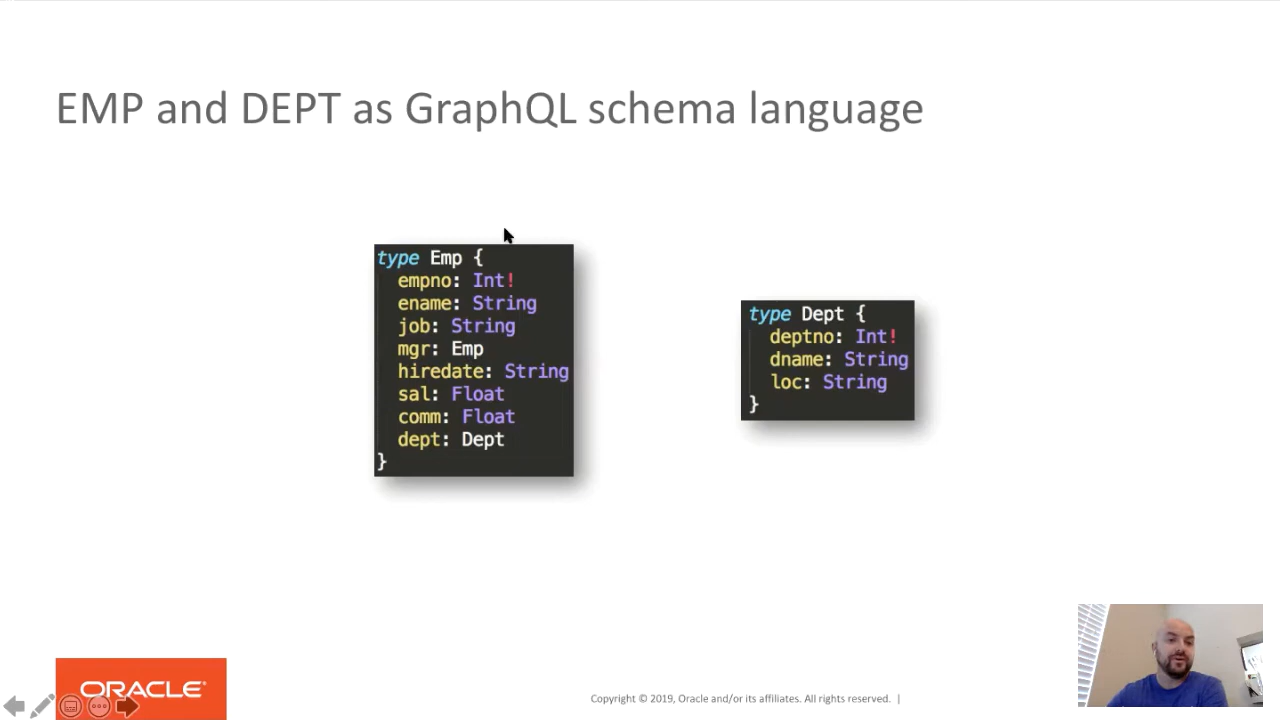 EMP and DEPT as GraphQL schema language
type Emp {
empno: Int!
ename: String
job: String
mgr: Emp
hiredate: String
sal: Float
comm: Float
dept: Dept
}
type Dept {
deptno: Int!
dname: String
loc: String
}
ORACLE®
Copyright © 2019, Oracle and/or its affiliates. All rights reserved. |